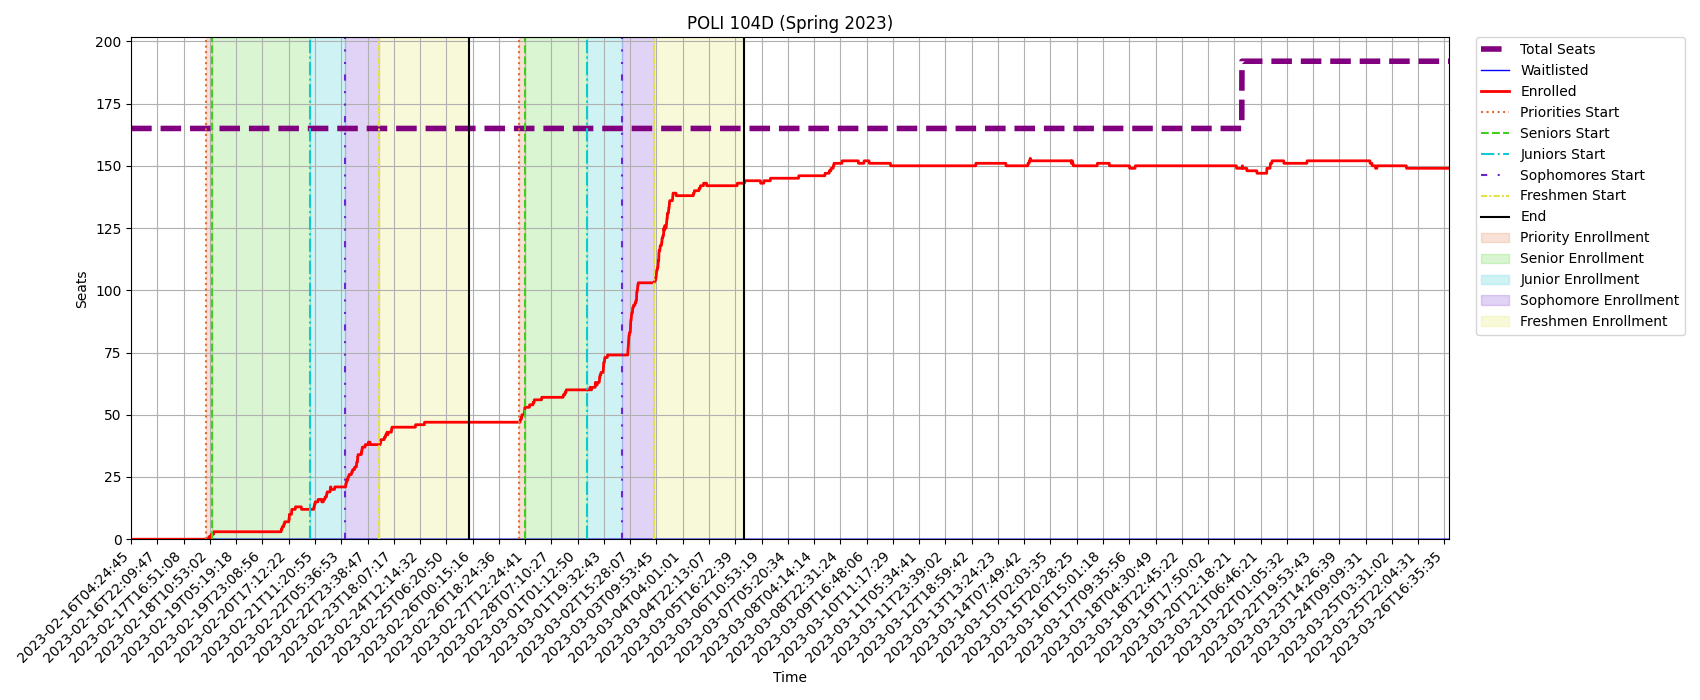 POLI 104D (Spring 2023)
Seats
200
175
150
125
100
75
50
25
0
2023-02-16T04:24:45
2023-02-16T22:09:47
2023-02-17T16:51:08
2023-02-18T10:53:02
2023-02-19T05:19:18
2023-02-19T23:08:56
2023-02-20T17:12:22
2023-02-21T11:20:55
2023-02-22T05:36:53
2023-02-22T23:38:47
2023-02-23T18:07:17
2023-02-24T12:14:32
2023-02-25T06:20:50
2023-02-26T00:15:16
2023-02-26T18:24:36
2023-02-27T12:24:41
2023-02-28T07:10:27
2023-03-01T01:12:50
2023-03-01T19:32:43
2023-03-02T15:28:07
2023-03-03T09:53:45
2023-03-04T04:01:01
2023-03-04T22:13:07
2023-03-05T16:22:39
2023-03-06T10:53:19
2023-03-07T05:20:34
2023-03-08T04:14:14
2023-03-08T22:31:24
2023-03-09T16:48:06
2023-03-10T11:17:29
2023-03-11T05:34:41
2023-03-11T23:39:02
2023-03-12T18:59:42
2023-03-13T13:24:23
2023-03-14T07:49:42
2023-03-15T02:03:35
2023-03-15T20:28:25
2023-03-16T15:01:18
2023-03-17T09:35:56
2023-03-18T04:30:49
2023-03-18T22:45:22
2023-03-19T17:50:02
2023-03-20T12:18:21
2023-03-21T06:46:21
2023-03-22T01:05:32
2023-03-22T19:53:43
2023-03-23T14:26:39
2023-03-24T09:09:31
2023-03-25T03:31:02
2023-03-25T22:04:31
2023-03-26T16:35:35
Time
Total Seats
Waitlisted
Enrolled
Priorities Start
Seniors Start
Juniors Start
Sophomores Start
Freshmen Start
End
Priority Enrollment
Senior Enrollment
Junior Enrollment
Sophomore Enrollment
Freshmen Enrollment